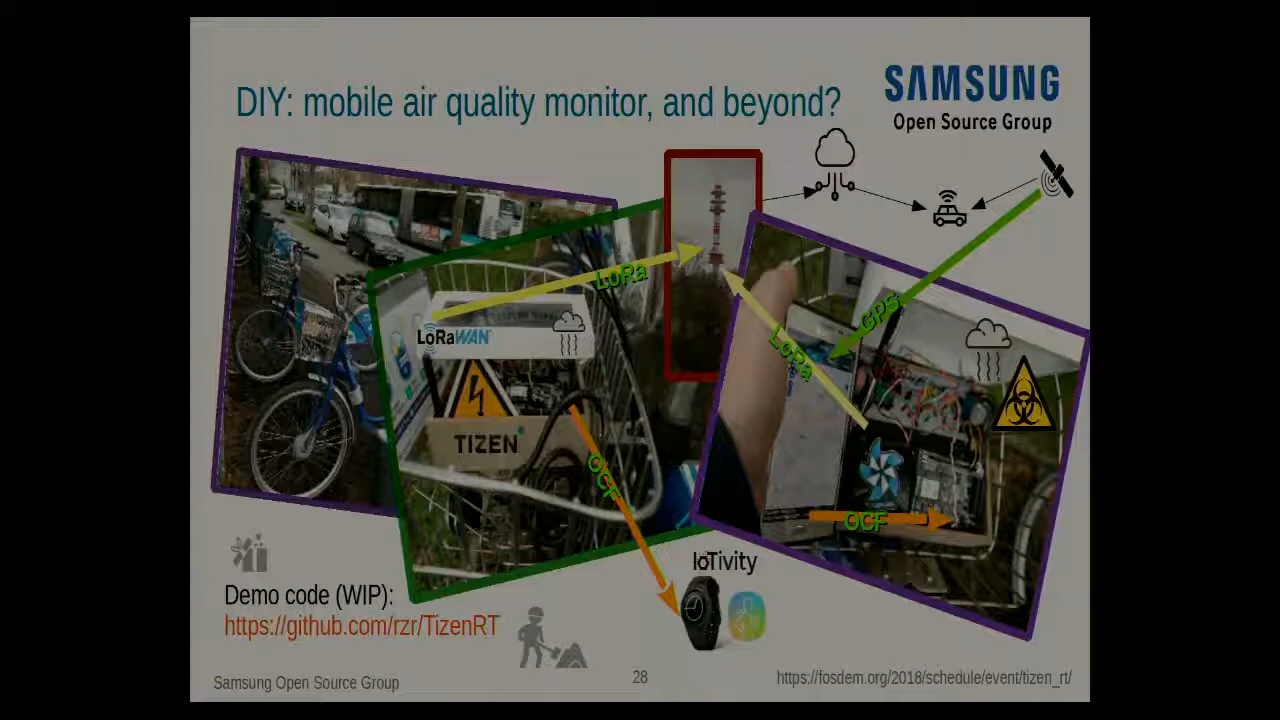 DIY: mobile air quality monitor, and beyond?
SAMSUNG
Open Source Group
LoRa
GPS
LoRa
LoRaWAN
TIZEN
OCF
OCF
IoTivity
Demo code (WIP):
https://github.com/rzr/TizenRT
Samsung Open Source Group
28
https://fosdem.org/2018/schedule/event/tizen_rt/